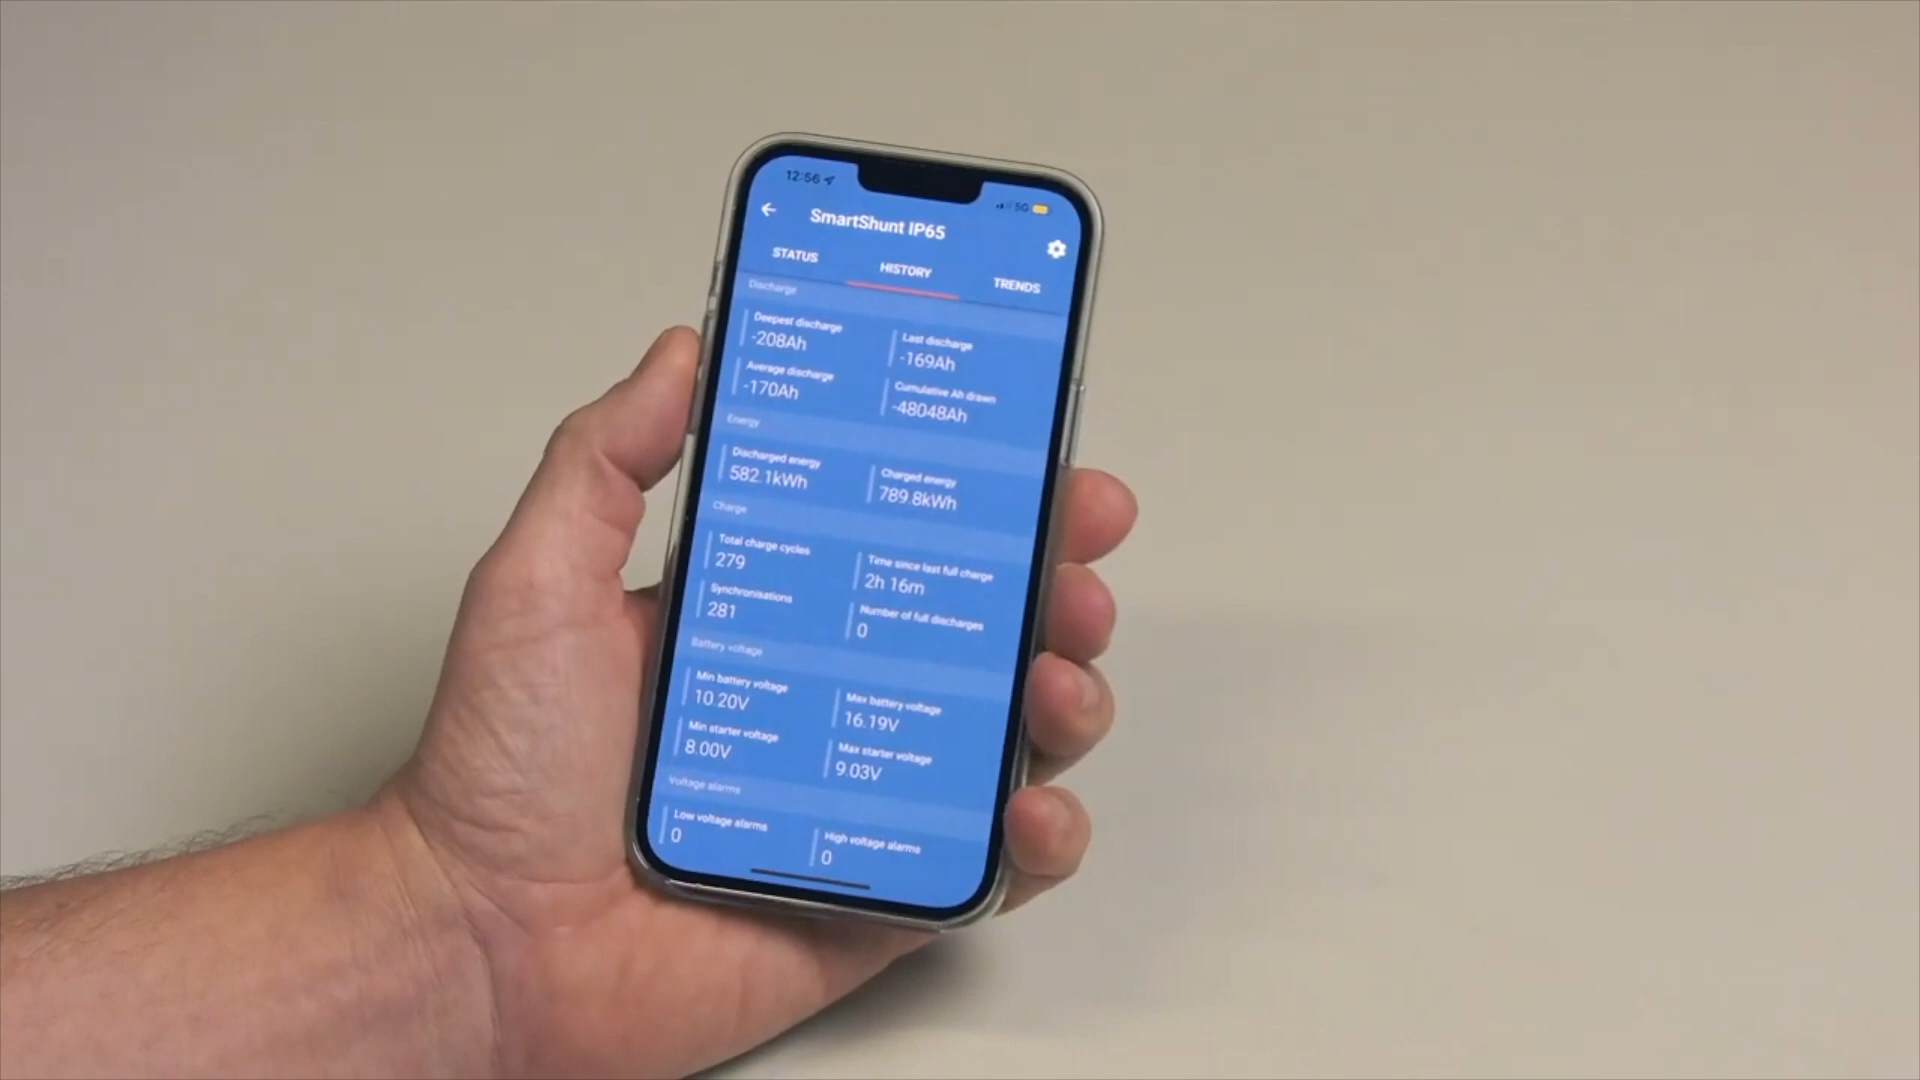 12:56
5G
SmartShunt IP65
STATUS HISTORY TRENDS
Discharge
Deepest discharge Last discharge
-208Ah -169Ah
Average discharge Cumulative Ah drawn
-170Ah -48048Ah
Energy
Discharged energy Charged energy
582.1kWh 789.8kWh
Charge
Total charge cycles Time since last full charge
279 2h 16m
Synchronisations Number of full discharges
281 0
Battery voltage
Min battery voltage Max battery voltage
10.20V 16.19V
Min starter voltage Max starter voltage
8.00V 9.03V
Voltage alarms
Low voltage alarms High voltage alarms
0 0